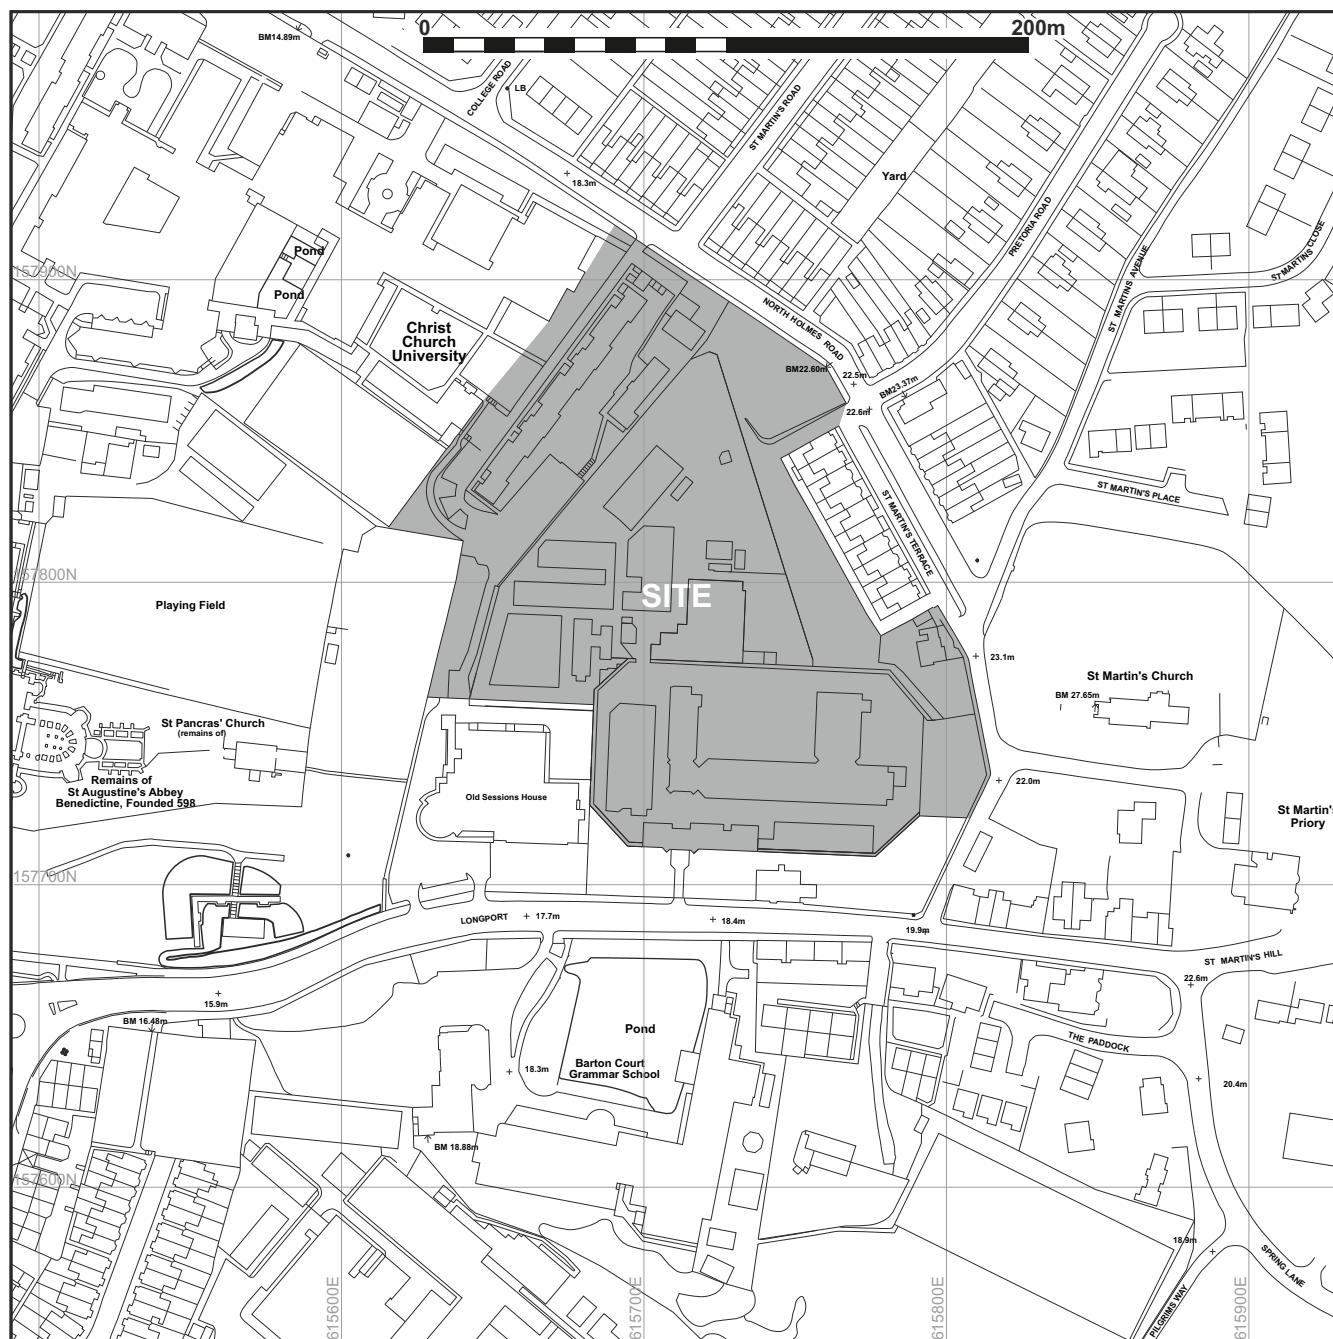 0
200m
BM14.89m
COLLEGE ROAD
LB
ST MARTIN'S ROAD
18.3m
Yard
PRETORIA ROAD
ST MARTINS AVENUE
ST MARTINS CLOSE
Pond
Pond
157900N
Christ
Church
University
NORTH HOLMES ROAD
BM22.60m
22.5m
BM23.37m
22.6m
ST MARTIN'S PLACE
ST MARTIN'S TERRACE
157800N
SITE
Playing Field
23.1m
St Martin's Church
BM 27.65m
St Pancras' Church
(remains of)
Remains of
St Augustine's Abbey
Benedictine, Founded 598
Old Sessions House
22.0m
St Martin's
Priory
157700N
LONGPORT
17.7m
18.4m
19.9m
ST MARTIN'S HILL
22.6m
15.9m
BM 16.48m
Pond
THE PADDOCK
Barton Court
Grammar School
18.3m
20.4m
BM 18.88m
157600N
18.9m
SPRING LANE
PILGRIMS WAY
615600E
615700E
615800E
615900E